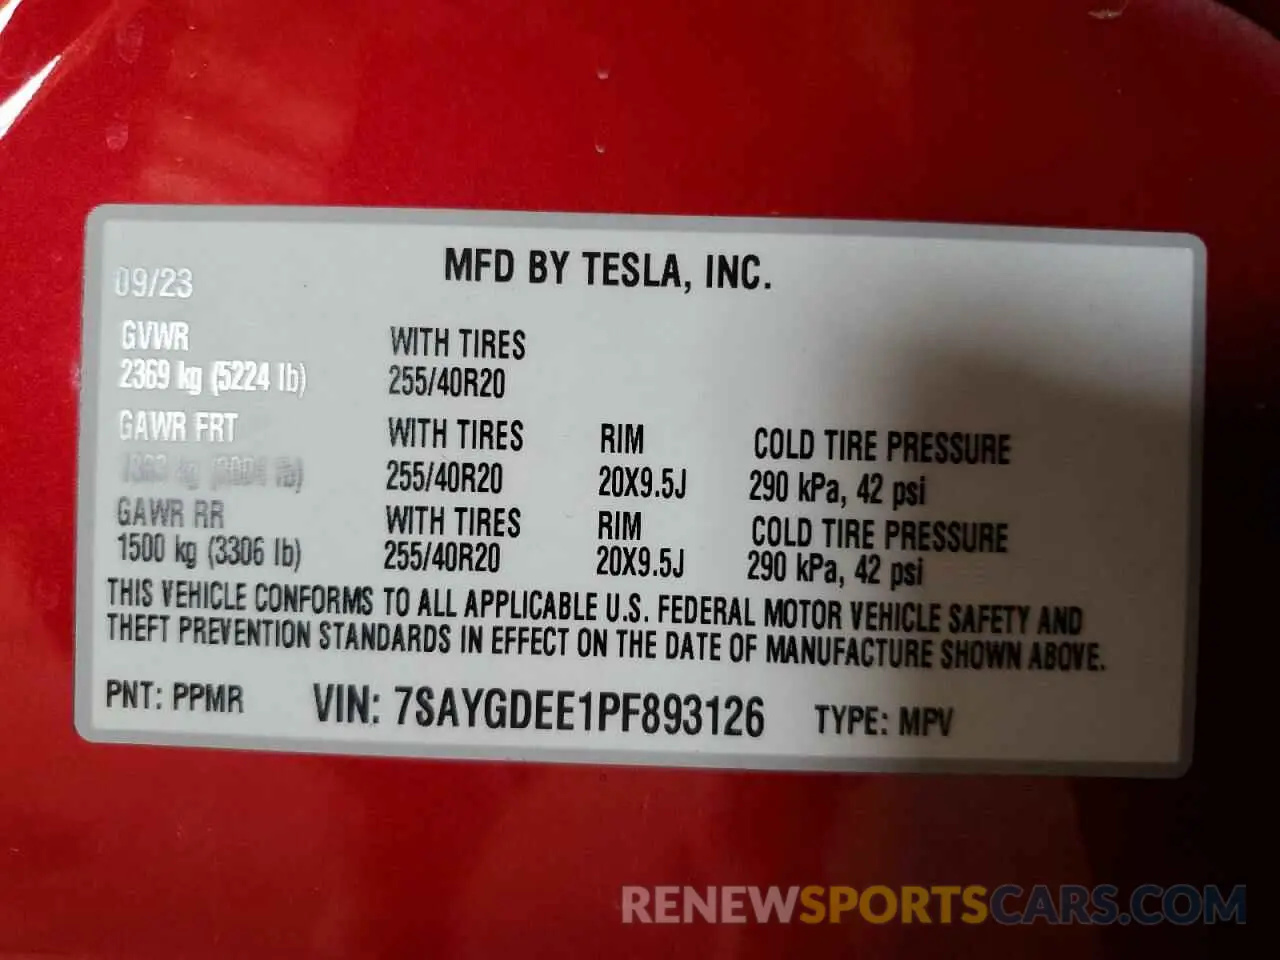 MFD BY TESLA, INC.
09/23
GVWR WITH TIRES
2369 kg (5224 lb) 255/40R20
GAWR FRT WITH TIRES RIM COLD TIRE PRESSURE
255/40R20 20X9.5J 290 kPa, 42 psi
GAWR RR WITH TIRES RIM COLD TIRE PRESSURE
1500 kg (3306 lb) 255/40R20 20X9.5J 290 kPa, 42 psi
THIS VEHICLE CONFORMS TO ALL APPLICABLE U.S. FEDERAL MOTOR VEHICLE SAFETY AND
THEFT PREVENTION STANDARDS IN EFFECT ON THE DATE OF MANUFACTURE SHOWN ABOVE.
PNT: PPMR VIN: 7SAYGDEE1PF893126 TYPE: MPV
RENEWSPORTSCARS.COM